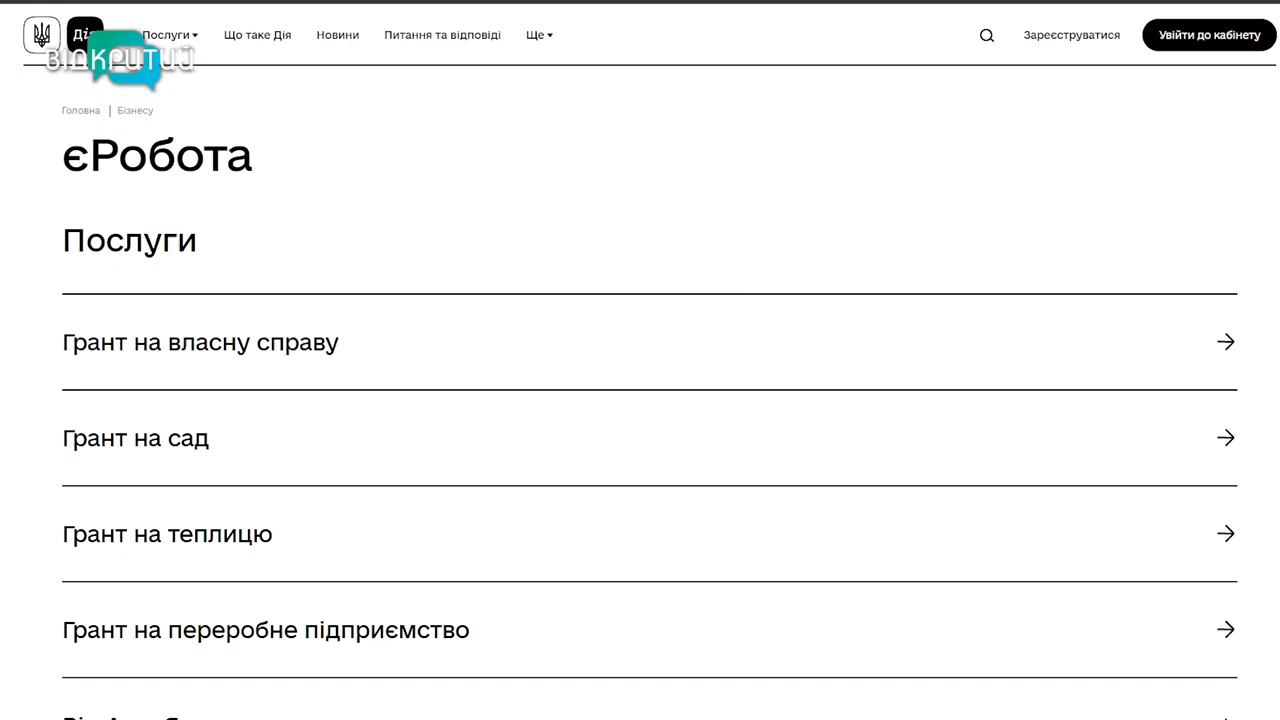 Дія
Послуги
Що таке Дія
Новини
Питання та відповіді
Ще
Зареєструватися
Увійти до кабінету
ВІДКРИТИЙ
Головна | Бізнесу
єРобота
Послуги
Грант на власну справу
Грант на сад
Грант на теплицю
Грант на переробне підприємство